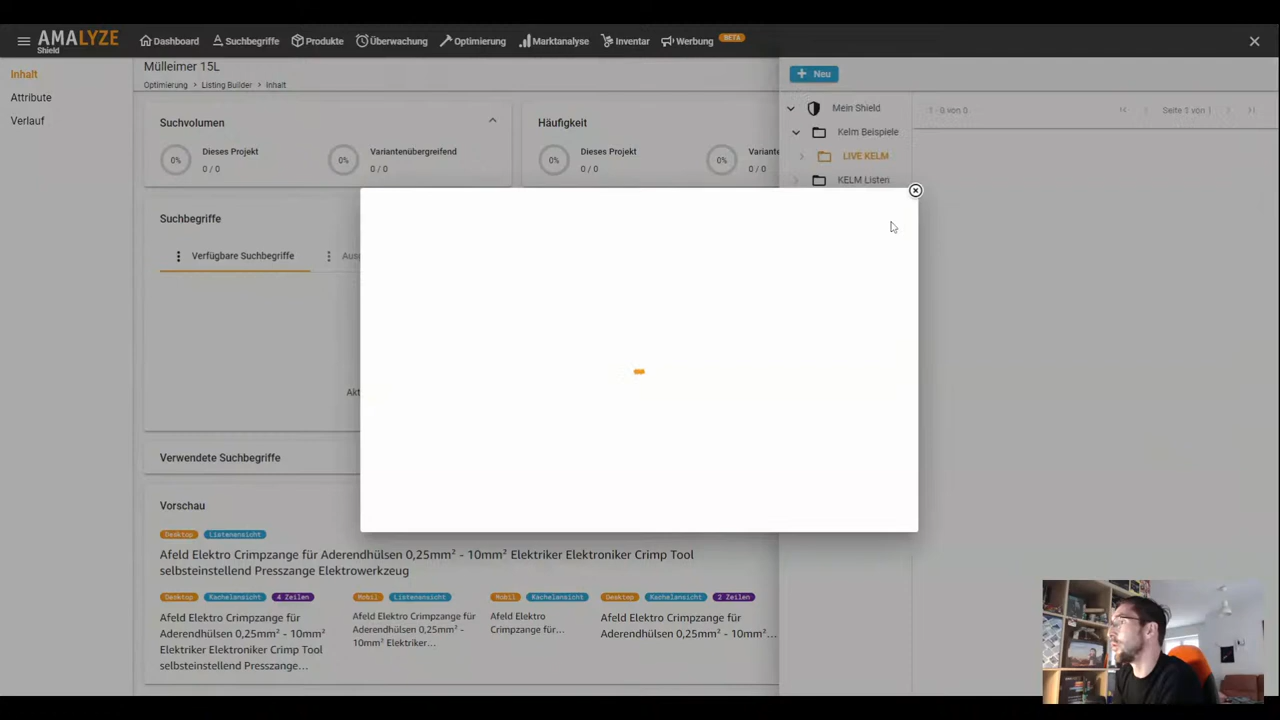 AMALYZE
Shield
Dashboard
Suchbegriffe
Produkte
Überwachung
Optimierung
Marktanalyse
Inventar
Werbung
BETA
Inhalt
Attribute
Verlauf
Mülleimer 15L
Optimierung > Listing Builder > Inhalt
Suchvolumen
0%
Dieses Projekt
0 / 0
0%
Variantenübergreifend
0 / 0
Häufigkeit
0%
Dieses Projekt
0 / 0
0%
Variante
0 / 0
Neu
Mein Shield
Kelm Beispiele
LIVE KELM
KELM Listen
1 - 0 von 0
Seite 1 von 1
Suchbegriffe
Verfügbare Suchbegriffe
Verwendete Suchbegriffe
Vorschau
Desktop Listenansicht
Afeld Elektro Crimpzange für Aderendhülsen 0,25mm² - 10mm² Elektriker Elektroniker Crimp Tool
selbsteinstellend Presszange Elektrowerkzeug
Desktop Kachelansicht 4 Zeilen
Afeld Elektro Crimpzange für
Aderendhülsen 0,25mm² - 10mm²
Elektriker Elektroniker Crimp Tool
selbsteinstellend Presszange...
Mobil Listenansicht
Afeld Elektro Crimpzange für
Aderendhülsen 0,25mm² -
10mm² Elektriker...
Mobil Kachelansicht
Afeld Elektro
Crimpzange für...
Desktop Kachelansicht 2 Zeilen
Afeld Elektro Crimpzange für
Aderendhülsen 0,25mm² - 10mm²...